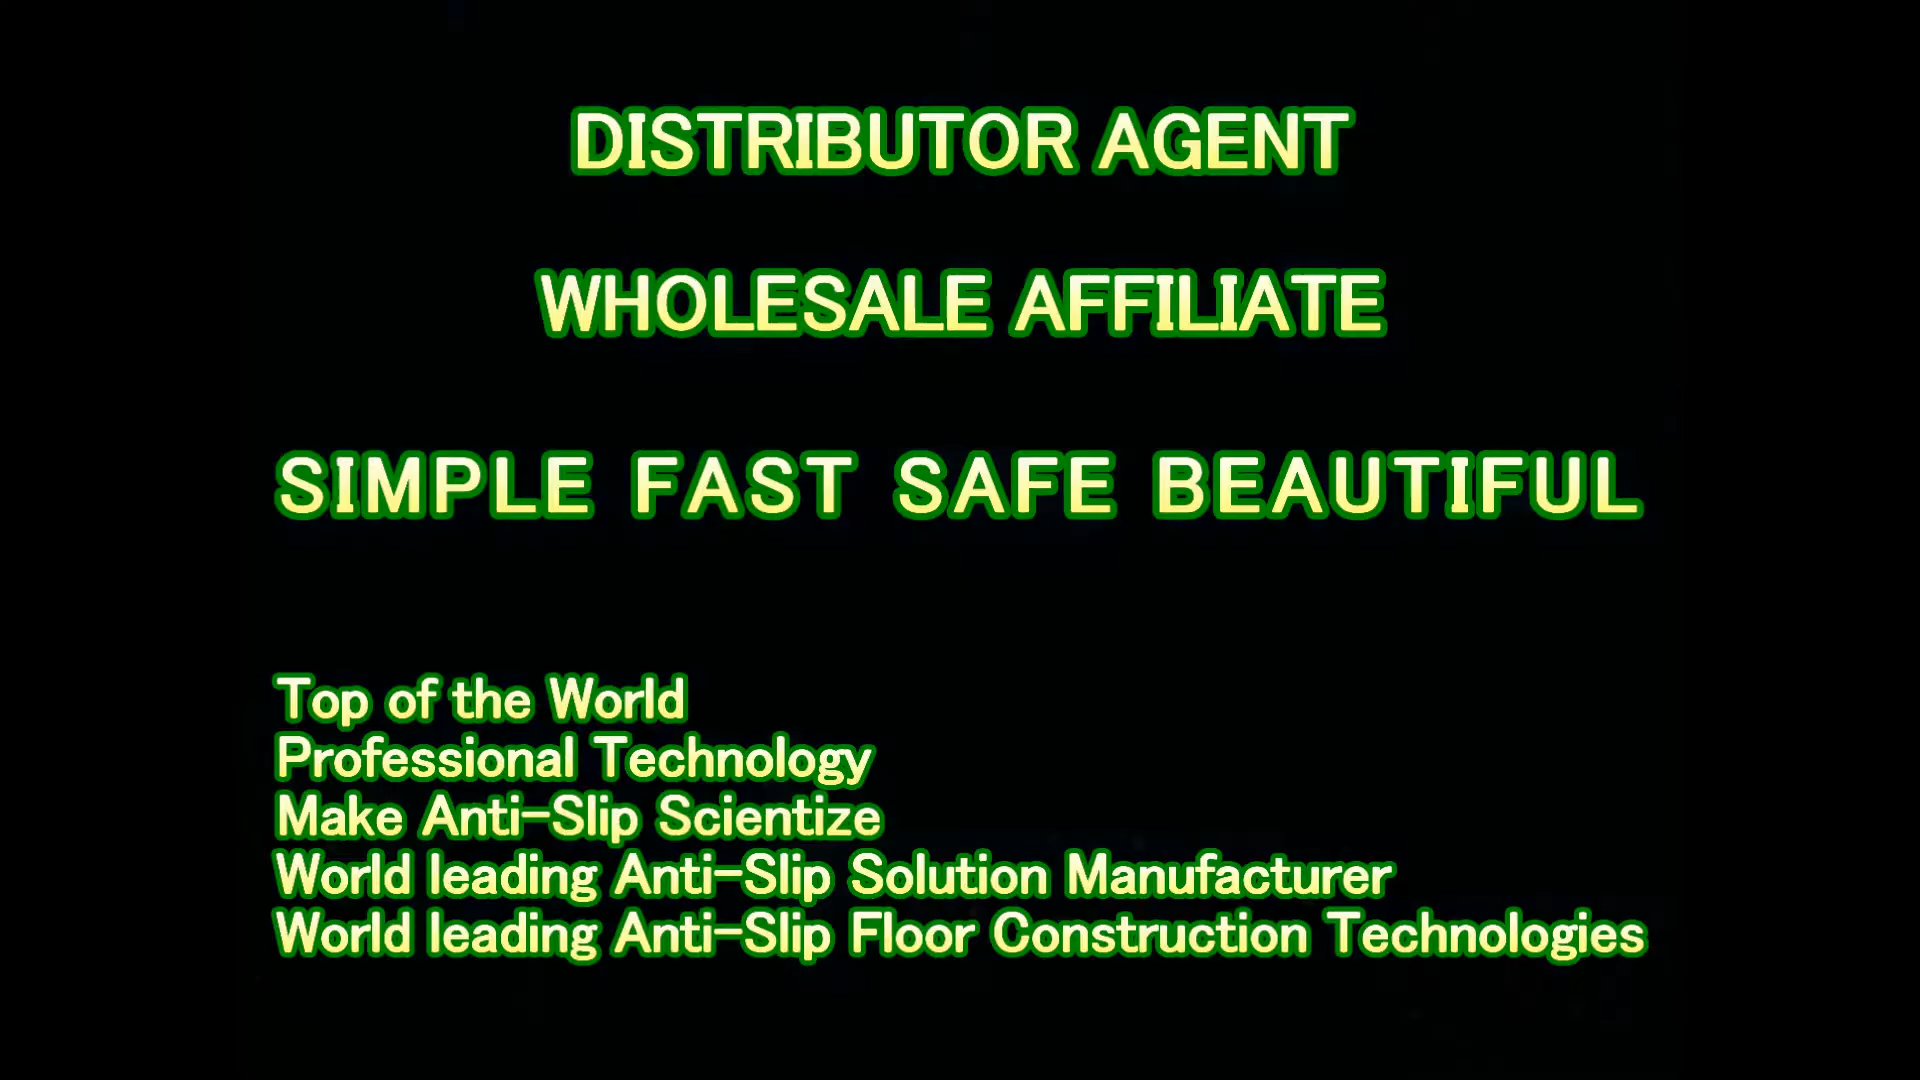 DISTRIBUTOR AGENT
WHOLESALE AFFILIATE
SIMPLE FAST SAFE BEAUTIFUL
Top of the World
Professional Technology
Make Anti-Slip Scientize
World leading Anti-Slip Solution Manufacturer
World leading Anti-Slip Floor Construction Technologies